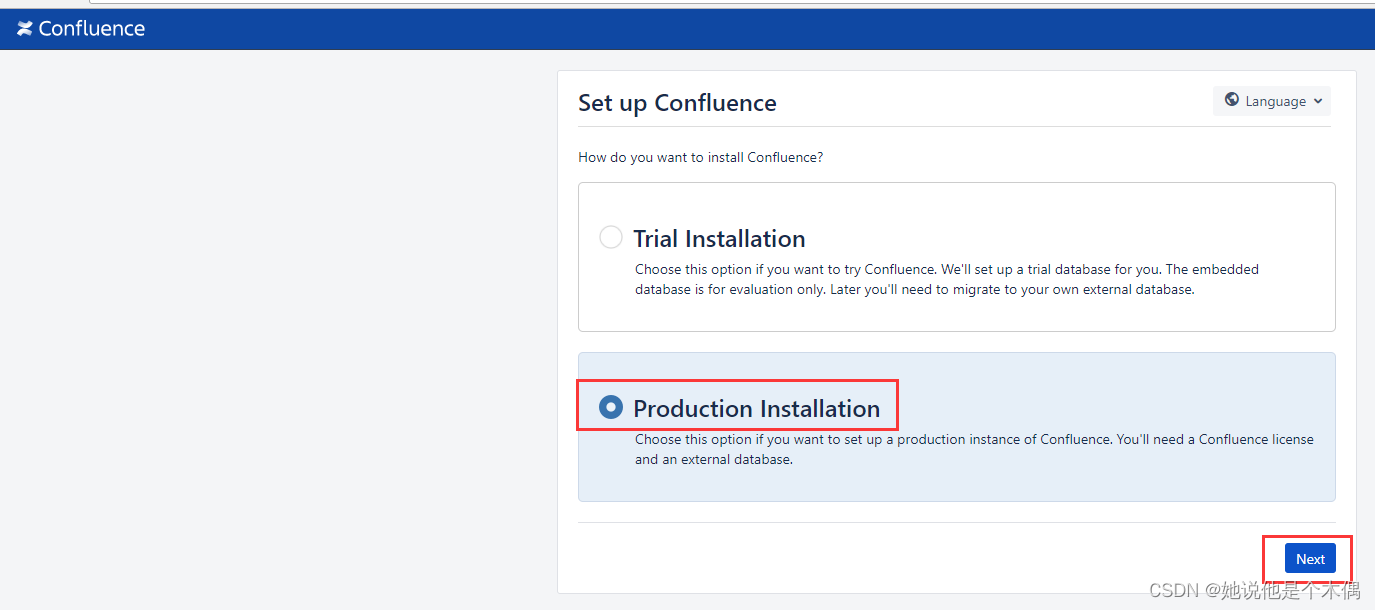 Confluence
Set up Confluence
Language
How do you want to install Confluence?
Trial Installation
Choose this option if you want to try Confluence. We'll set up a trial database for you. The embedded
database is for evaluation only. Later you'll need to migrate to your own external database.
Production Installation
Choose this option if you want to set up a production instance of Confluence. You'll need a Confluence license
and an external database.
Next
CSDN @她说他是个木偶